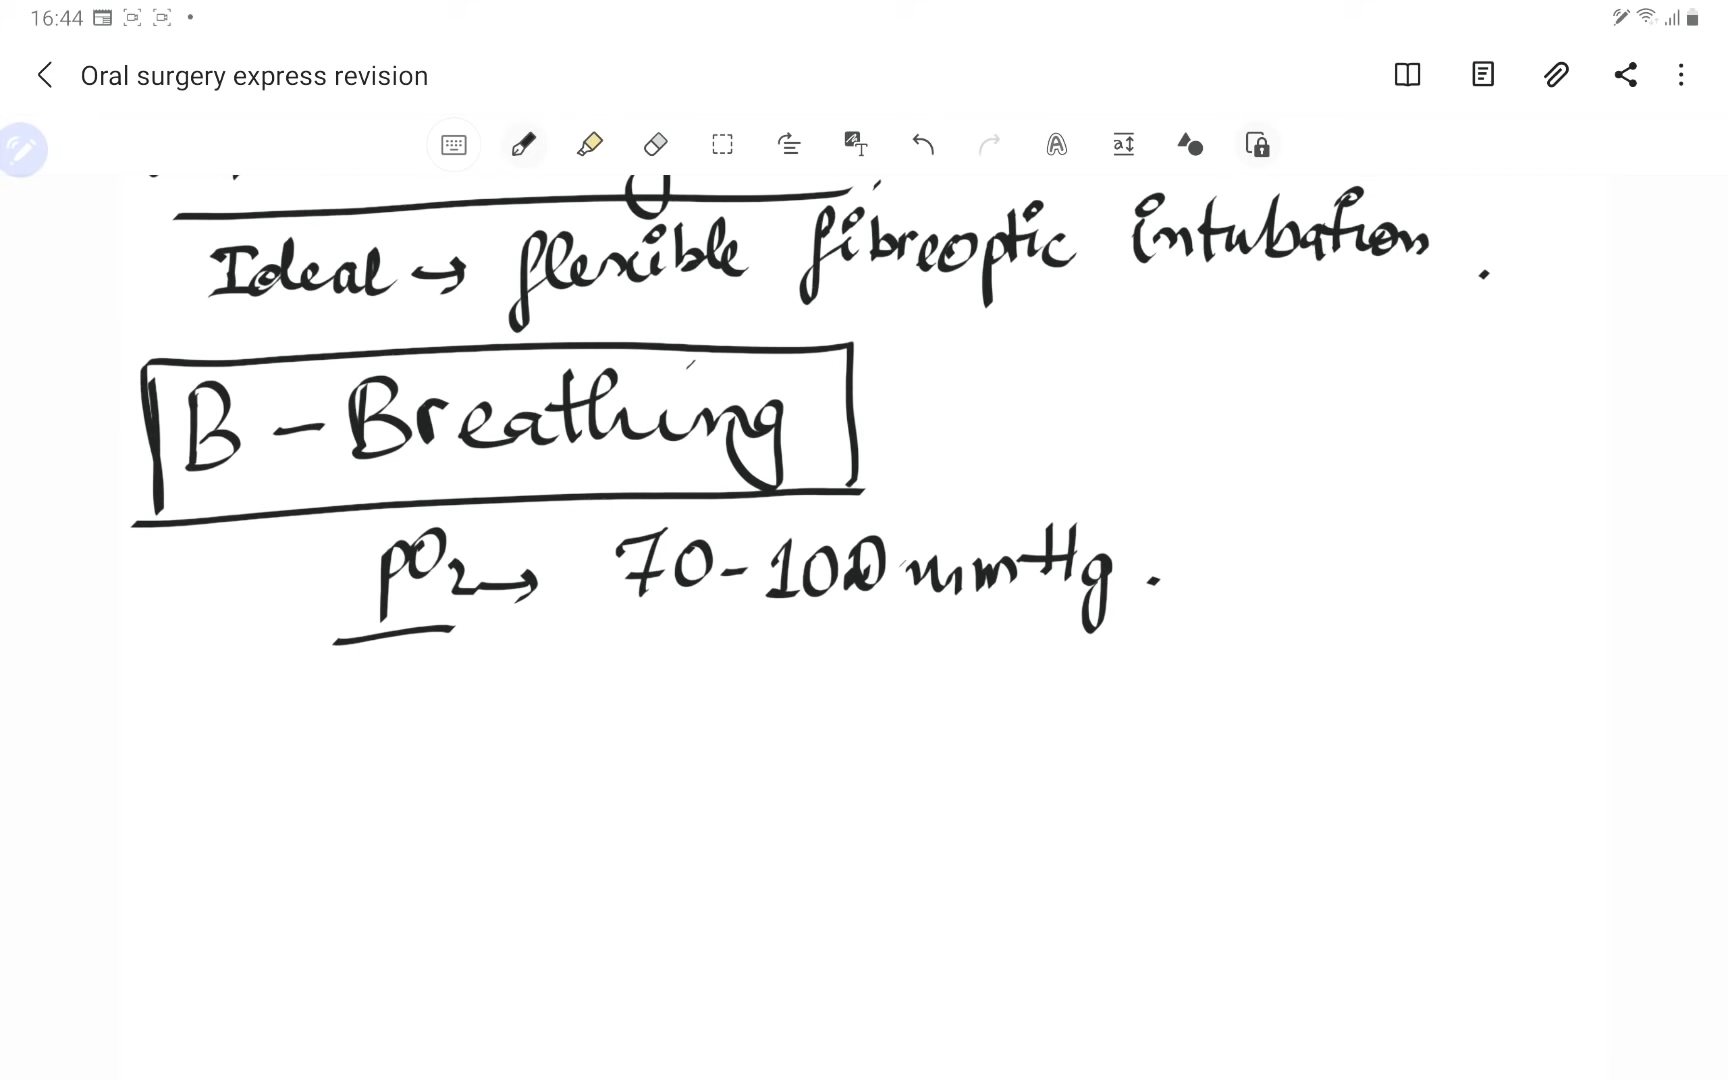 16:44
Oral surgery express revision
Ideal → flexible fibreoptic intubation.
B - Breathing
pO₂ → 70-100 mmHg.